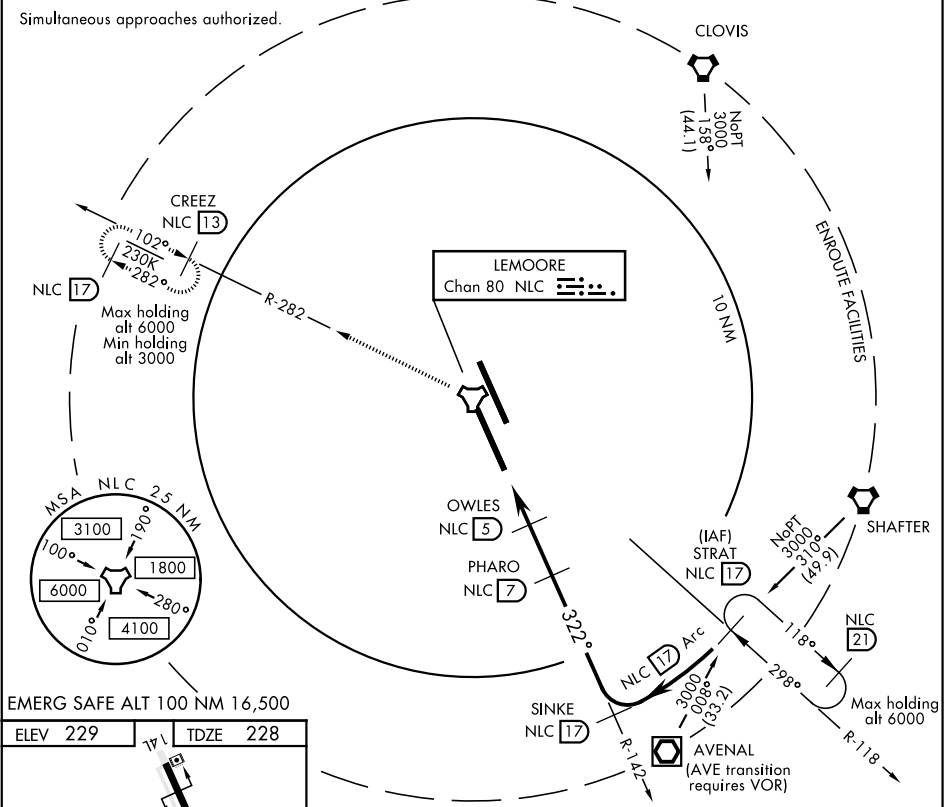 Simultaneous approaches authorized.
CLOVIS
NoPT
3000
158°
(44.1)
CREEZ
NLC 13
102°
230K
282°
NLC 17
Max holding
alt 6000
Min holding
alt 3000
R-282
LEMOORE
Chan 80 NLC
10 NM
ENROUTE FACILITIES
MSA NLC 25 NM
3100
190°
100°
1800
6000
280°
010°
4100
OWLES
NLC 5
PHARO
NLC 7
322°
(IAF)
STRAT
NLC 17
NoPT
3000
310°
(49.9)
SHAFTER
118°
NLC
21
298°
Max holding
alt 6000
R-118
NLC 17 Arc
3000
008°
(33.2)
SINKE
NLC 17
R-142
AVENAL
(AVE transition
requires VOR)
EMERG SAFE ALT 100 NM 16,500
ELEV 229
TDZE 228
14L